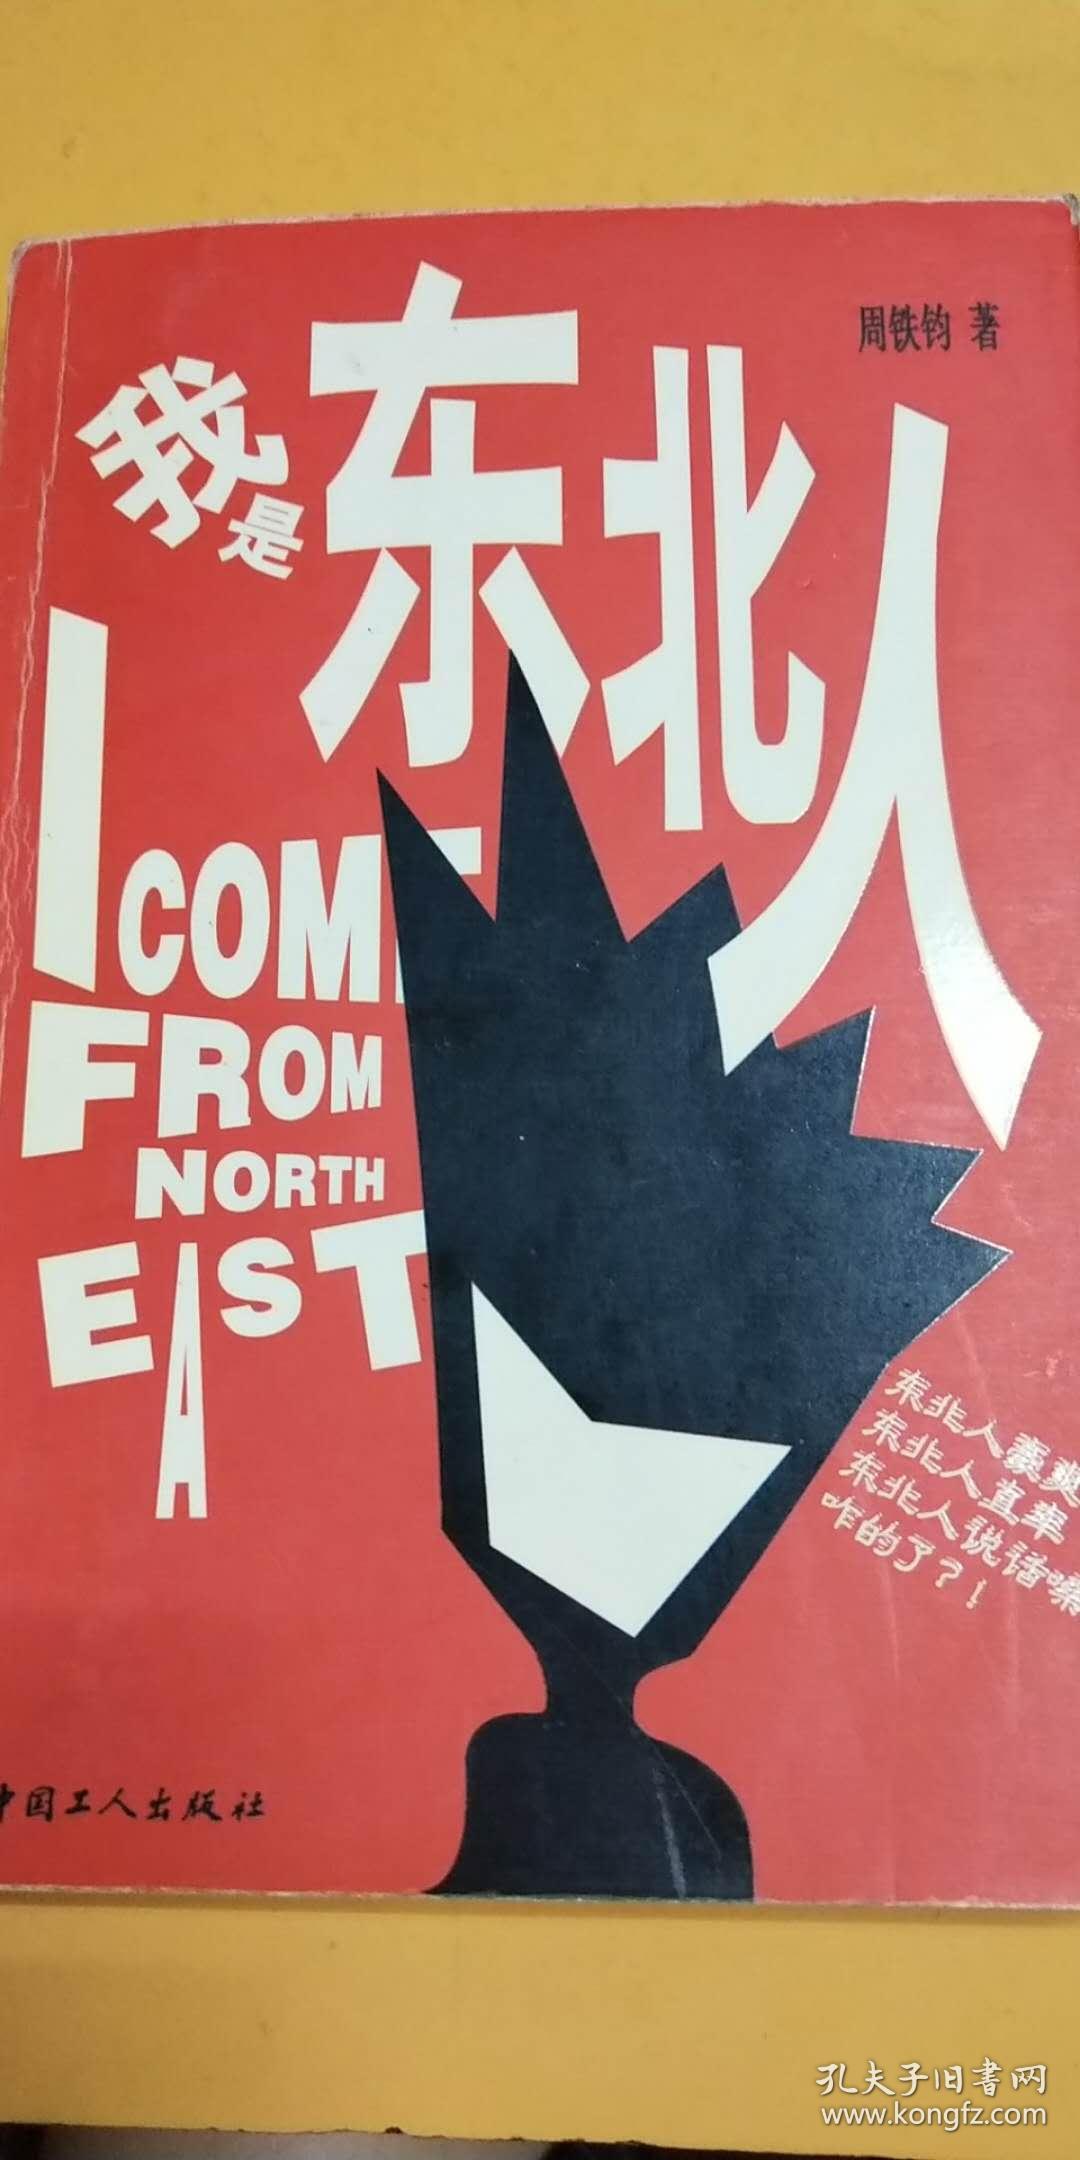 周铁钧 著
我是东北人
I COME
FROM
NORTH
EAST
东北人豪爽
东北人直率
东北人说话嗓
咋的了?!
中国工人出版社
孔夫子旧书网
www.kongfz.com